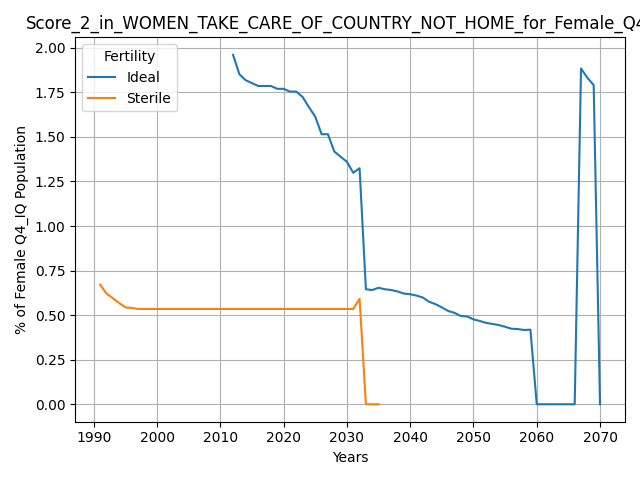 Score_2_in_WOMEN_TAKE_CARE_OF_COUNTRY_NOT_HOME_for_Female_Q4
Fertility
Ideal
Sterile
% of Female Q4_IQ Population
2.00
1.75
1.50
1.25
1.00
0.75
0.50
0.25
0.00
1990 2000 2010 2020 2030 2040 2050 2060 2070
Years